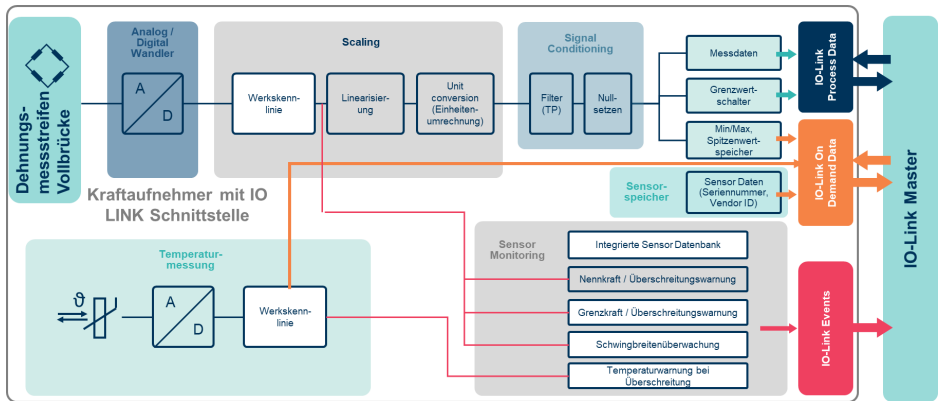 Dehnungs-
messstreifen
Vollbrücke
Analog /
Digital
Wandler
A
D
Scaling
Werkskenn-
linie
Linearisier-
ung
Unit
conversion
(Einheiten-
umrechnung)
Signal
Conditioning
Filter
(TP)
Null-
setzen
Messdaten
Grenzwert-
schalter
Min/Max,
Spitzenwert-
speicher
IO-Link
Process Data
IO-Link On
Demand Data
IO-Link Master
Kraftaufnehmer mit IO
LINK Schnittstelle
Sensor-
speicher
Sensor Daten
(Seriennummer,
Vendor ID)
Temperatur-
messung
ϑ
A
D
Werkskenn-
linie
Sensor
Monitoring
Integrierte Sensor Datenbank
Nennkraft / Überschreitungswarnung
Grenzkraft / Überschreitungswarnung
Schwingbreitenüberwachung
Temperaturwarnung bei
Überschreitung
IO-Link Events